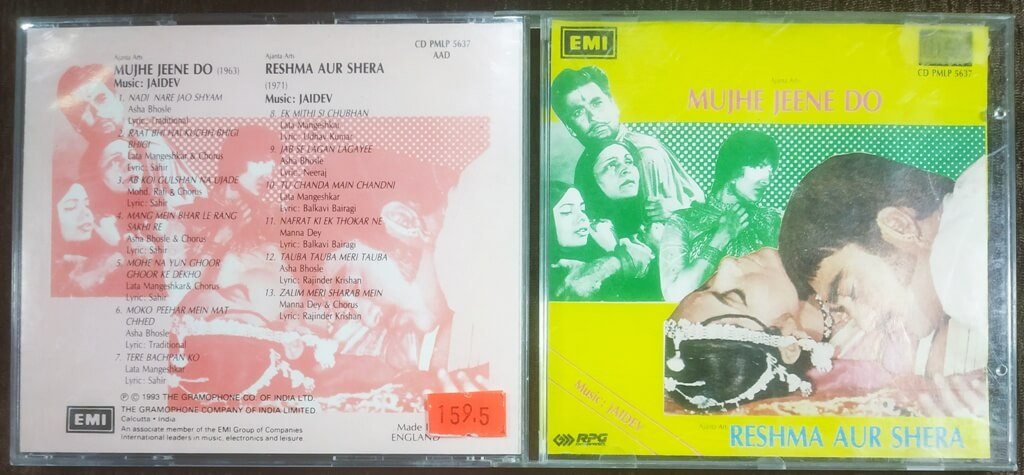 CD PMLP 5637
AAD
Ajanta Arts
MUJHE JEENE DO (1963)
Music: JAIDEV
1. NADI NARE JAO SHYAM
Asha Bhosle
Lyric: Traditional
2. RAAT BHI HAI KUCHH BHIGI
BHIGI
Lata Mangeshkar & Chorus
Lyric: Sahir
3. AB KOI GULSHAN NA UJADE
Mohd. Rafi & Chorus
Lyric: Sahir
4. MANG MEIN BHAR LE RANG
SAKHI RE
Asha Bhosle & Chorus
Lyric: Sahir
5. MOHE NA YUN GHOOR
GHOOR KE DEKHO
Lata Mangeshkar& Chorus
Lyric: Sahir
6. MOKO PEEHAR MEIN MAT
CHHED
Asha Bhosle
Lyric: Traditional
7. TERE BACHPAN KO
Lata Mangeshkar
Lyric: Sahir
Ajanta Arts
RESHMA AUR SHERA
(1971)
Music: JAIDEV
8. EK MITHI SI CHUBHAN
Lata Mangeshkar
Lyric: Udhav Kumar
9. JAB SE LAGAN LAGAYEE
Asha Bhosle
Lyric: Neeraj
10. TU CHANDA MAIN CHANDNI
Lata Mangeshkar
Lyric: Balkavi Bairagi
11. NAFRAT KI EK THOKAR NE
Manna Dey
Lyric: Balkavi Bairagi
12. TAUBA TAUBA MERI TAUBA
Asha Bhosle
Lyric: Rajinder Krishan
13. ZALIM MERI SHARAB MEIN
Manna Dey & Chorus
Lyric: Rajinder Krishan
℗ © 1993 THE GRAMOPHONE CO. OF INDIA LTD.
EMI
THE GRAMOPHONE COMPANY OF INDIA LIMITED
Calcutta • India
An associate member of the EMI Group of Companies
International leaders in music, electronics and leisure
Made
ENGLAND
159.5
EMI
CD PMLP 5637
Ajanta Arts
MUJHE JEENE DO
Music : JAIDEV
RPG
Ajanta Arts
RESHMA AUR SHERA